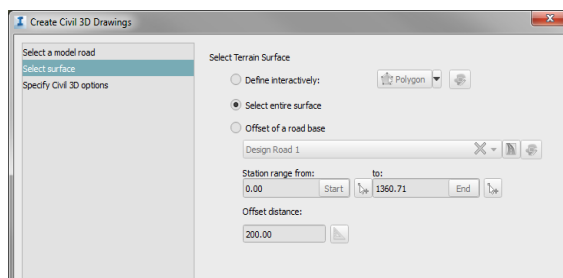 Create Civil 3D Drawings
Select a model road
Select surface
Specify Civil 3D options
Select Terrain Surface
Define interactively:
Polygon
Select entire surface
Offset of a road base
Design Road 1
Station range from: to:
0.00 Start 1360.71 End
Offset distance:
200.00